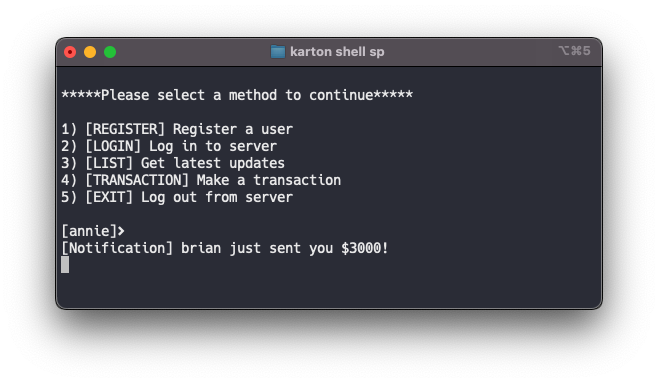 karton shell sp
⌥⌘5
*****Please select a method to continue*****
1) [REGISTER] Register a user
2) [LOGIN] Log in to server
3) [LIST] Get latest updates
4) [TRANSACTION] Make a transaction
5) [EXIT] Log out from server
[annie]>
[Notification] brian just sent you $3000!